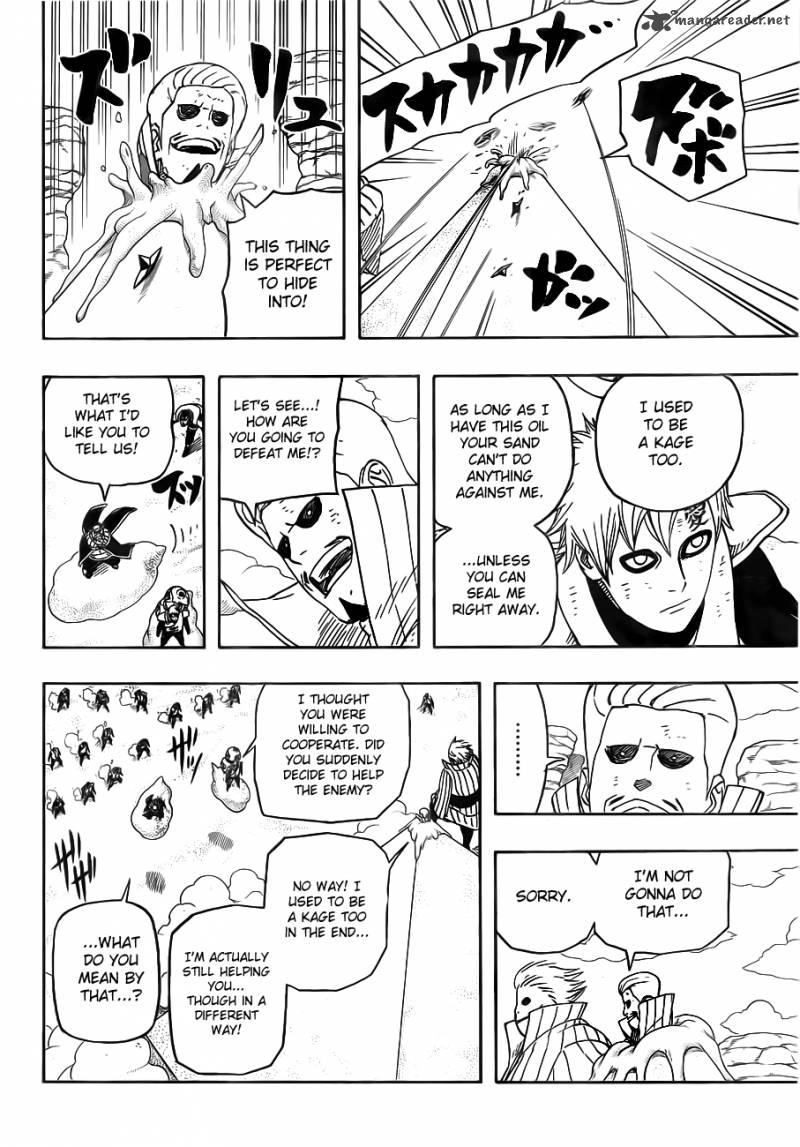 mangareader.net
ズボ
スカカカカカ
ガッ
ズリュ
THIS THING
IS PERFECT
TO HIDE
INTO!
I USED
TO BE
A KAGE
TOO.
AS LONG AS I
HAVE THIS OIL
YOUR SAND
CAN'T DO
ANYTHING
AGAINST ME.
...UNLESS
YOU CAN
SEAL ME
RIGHT AWAY.
LET'S SEE...!
HOW ARE
YOU GOING TO
DEFEAT ME!?
THAT'S
WHAT I'D
LIKE YOU TO
TELL US!
ズッ
愛
.........
I'M NOT
GONNA DO
THAT...
SORRY.
I THOUGHT
YOU WERE
WILLING TO
COOPERATE. DID
YOU SUDDENLY
DECIDE TO HELP
THE ENEMY?
NO WAY! I
USED TO BE
A KAGE TOO
IN THE END...
I'M ACTUALLY
STILL HELPING
YOU...
THOUGH IN A
DIFFERENT
WAY!
...WHAT
DO YOU
MEAN BY
THAT...?